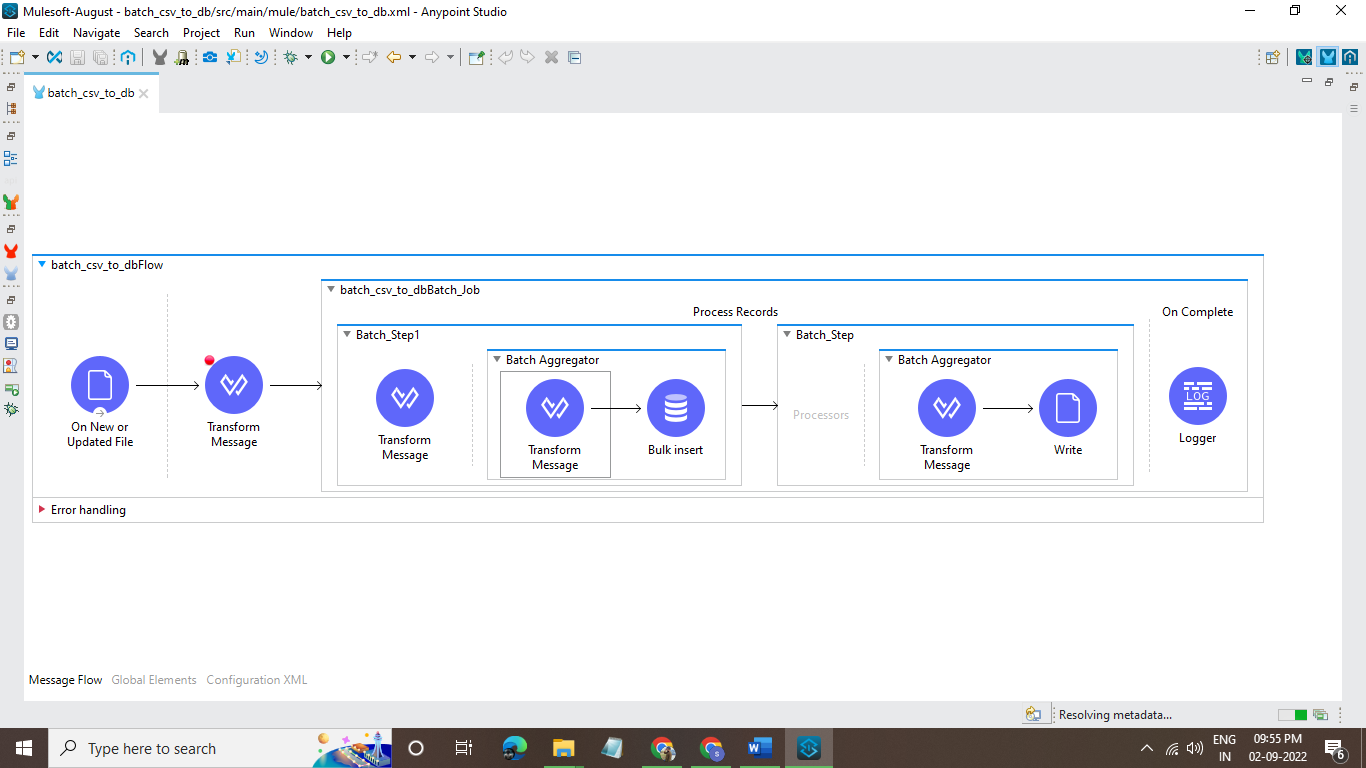 Mulesoft-August - batch_csv_to_db/src/main/mule/batch_csv_to_db.xml - Anypoint Studio
File Edit Navigate Search Project Run Window Help
batch_csv_to_db
batch_csv_to_dbFlow
batch_csv_to_dbBatch_Job
Process Records
On Complete
Batch_Step1
Batch_Step
Batch Aggregator
Batch Aggregator
On New or
Updated File
Transform
Message
Transform
Message
Transform
Message
Bulk insert
Processors
Transform
Message
Write
LOG
Logger
Error handling
Message Flow Global Elements Configuration XML
Resolving metadata...
Type here to search
ENG
IN
09:55 PM
02-09-2022
6